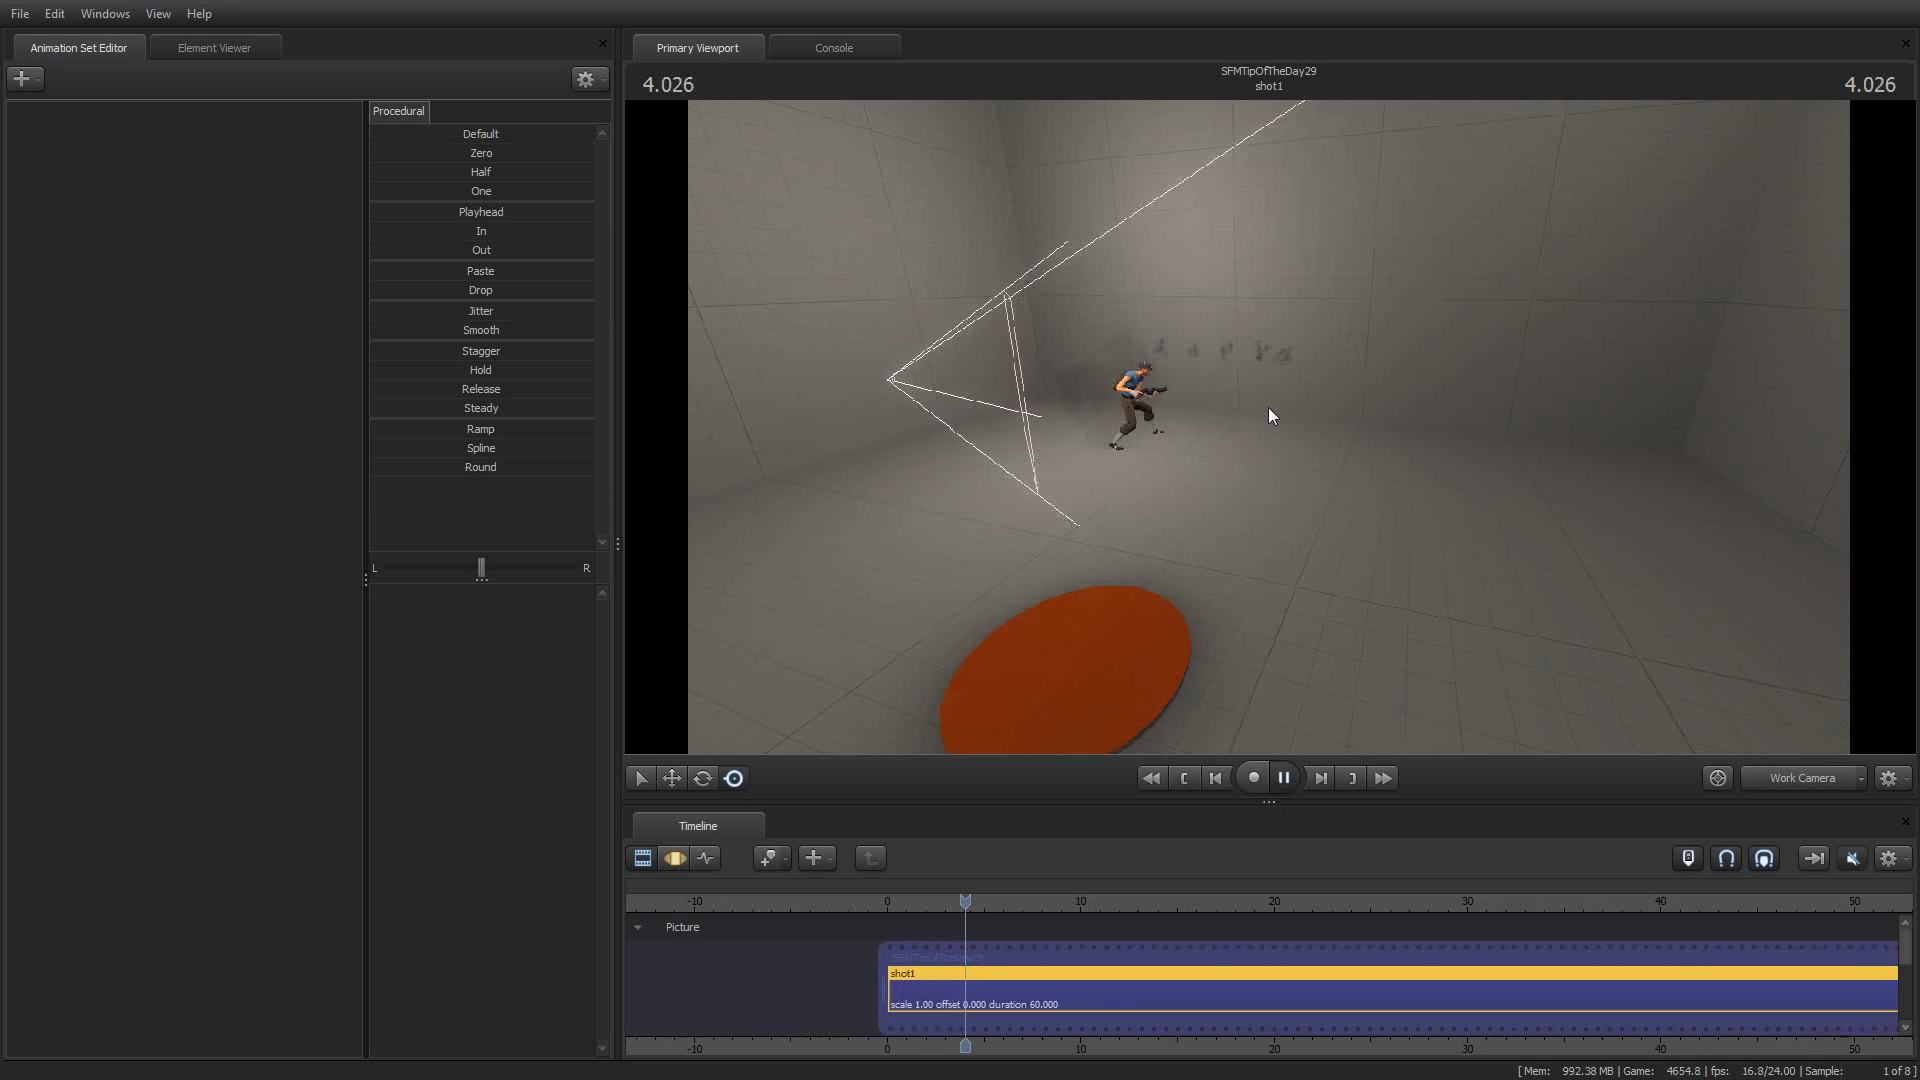 File Edit Windows View Help
Animation Set Editor Element Viewer
Procedural
Default
Zero
Half
One
Playhead
In
Out
Paste
Drop
Jitter
Smooth
Stagger
Hold
Release
Steady
Ramp
Spline
Round
L R
Primary Viewport Console
4.026 SFMTipOfTheDay29 4.026
shot1
Work Camera
Timeline
-10 0 10 20 30 40 50
Picture
SFMTipOfTheDay29
shot1
scale 1.00 offset 0.000 duration 60.000
-10 0 10 20 30 40 50
[ Mem: 992.38 MB | Game: 4654.8 | fps: 16.8/24.00 | Sample: 1 of 8 ]